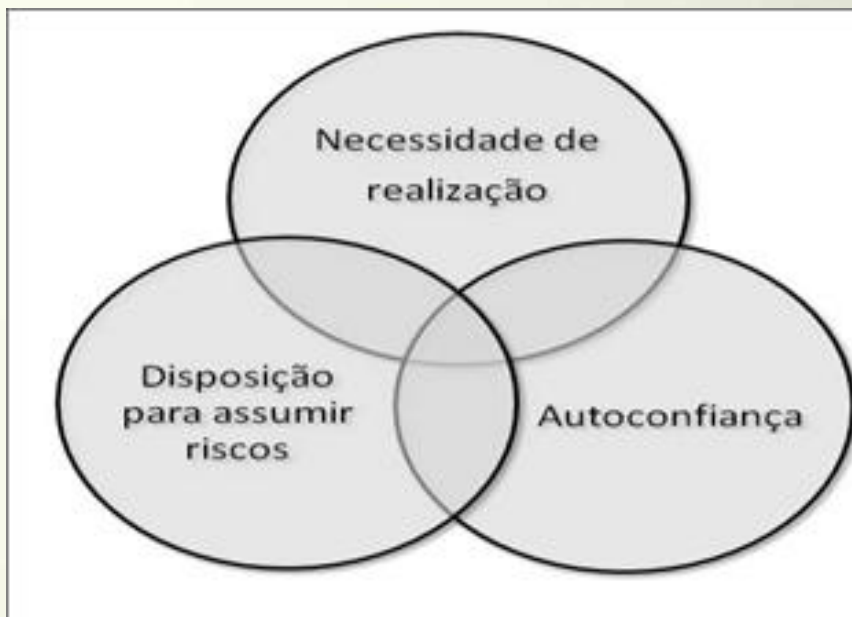 Necessidade de
realização
Disposição
para assumir
riscos
Autoconfiança